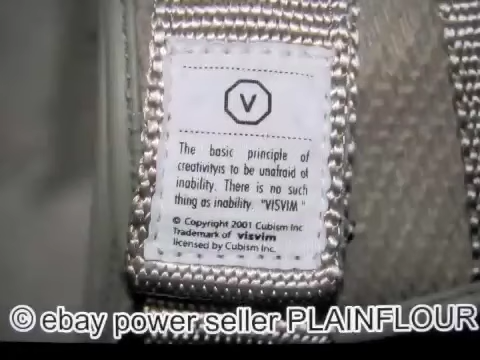 V
The basic principle of
creativityis to be unafraid of
inability. There is no such
thing as inability. "VISVIM"
© Copyright 2001 Cubism Inc
Trademark of visvim
licensed by Cubism Inc.
© ebay power seller PLAINFLOUR